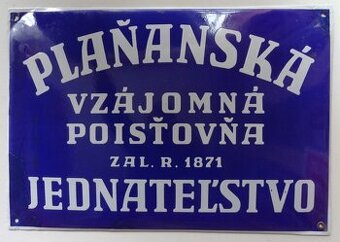 PLAŇANSKÁ
VZÁJOMNÁ
POISŤOVŇA
ZAL. R. 1871
JEDNATEĽSTVO